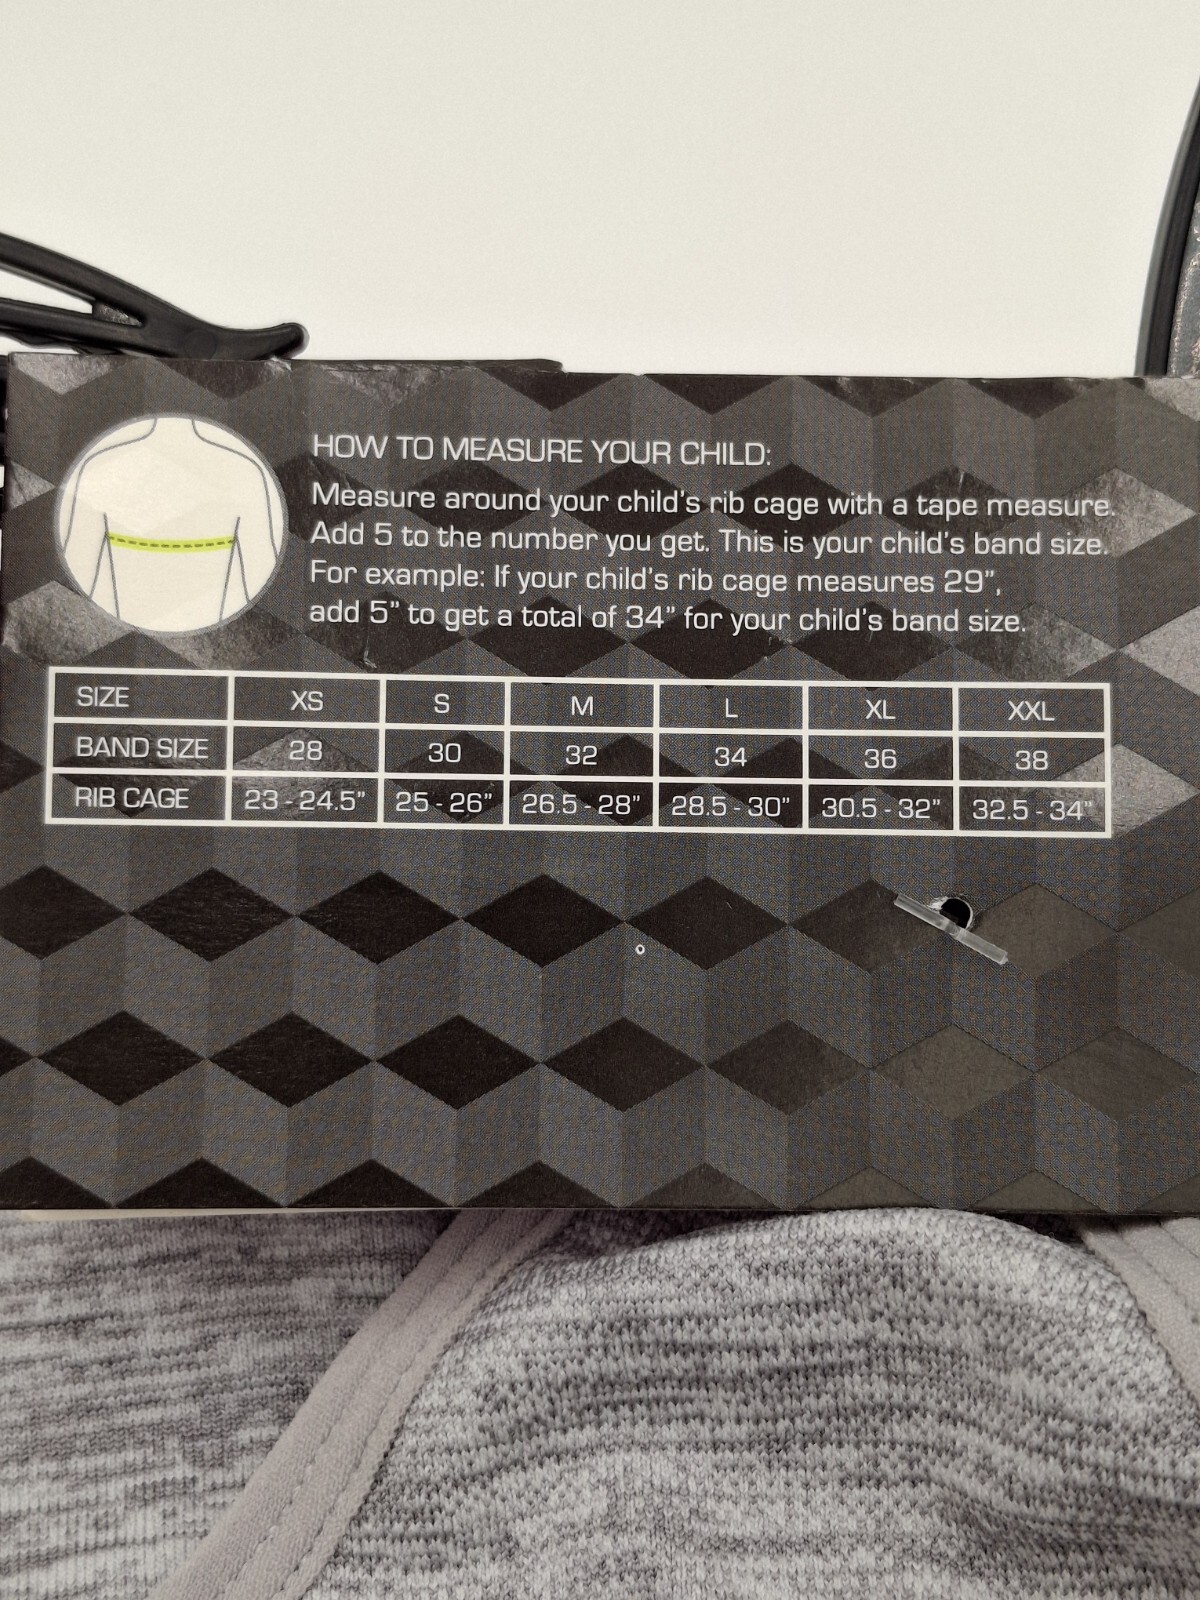 HOW TO MEASURE YOUR CHILD:
Measure around your child's rib cage with a tape measure.
Add 5 to the number you get. This is your child's band size.
For example: If your child's rib cage measures 29",
add 5" to get a total of 34" for your child's band size.
SIZE XS S M L XL XXL
BAND SIZE 28 30 32 34 36 38
RIB CAGE 23 - 24.5" 25 - 26" 26.5 - 28" 28.5 - 30" 30.5 - 32" 32.5 - 34"